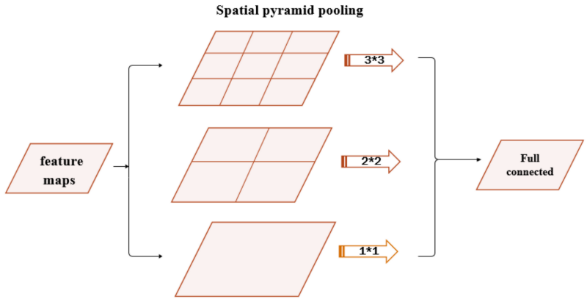 Spatial pyramid pooling
3*3
feature
maps
2*2
Full
connected
1*1